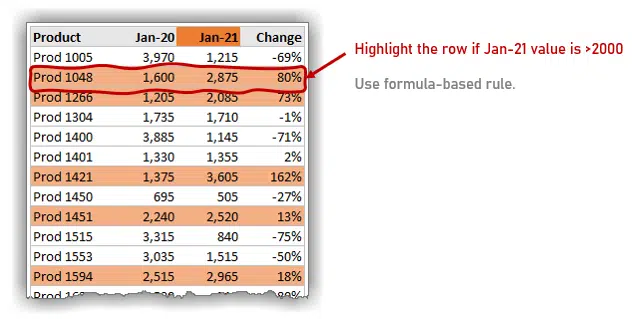 Product Jan-20 Jan-21 Change
Prod 1005 3,970 1,215 -69%
Prod 1048 1,600 2,875 80%
Prod 1266 1,205 2,085 73%
Prod 1304 1,735 1,710 -1%
Prod 1400 3,885 1,145 -71%
Prod 1401 1,330 1,355 2%
Prod 1421 1,375 3,605 162%
Prod 1450 695 505 -27%
Prod 1451 2,240 2,520 13%
Prod 1515 3,315 840 -75%
Prod 1553 3,035 1,515 -50%
Prod 1594 2,515 2,965 18%
Highlight the row if Jan-21 value is >2000
Use formula-based rule.